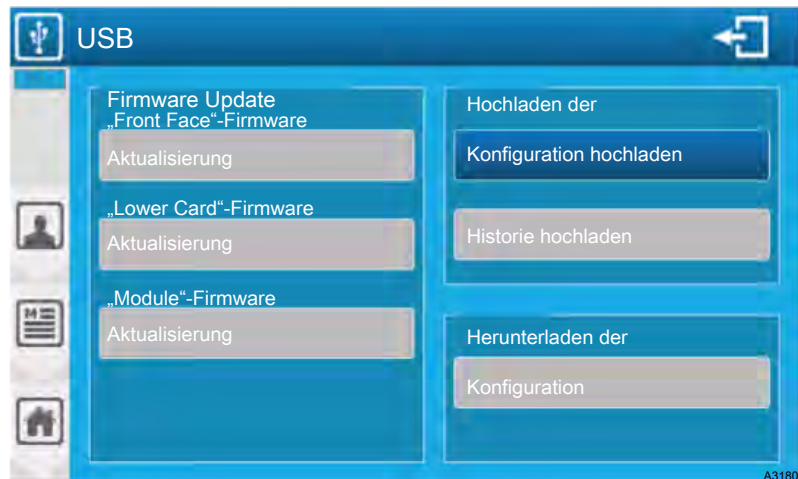 USB
Firmware Update
„Front Face“-Firmware
Aktualisierung
„Lower Card“-Firmware
Aktualisierung
„Module“-Firmware
Aktualisierung
Hochladen der
Konfiguration hochladen
Historie hochladen
Herunterladen der
Konfiguration
M
A3180